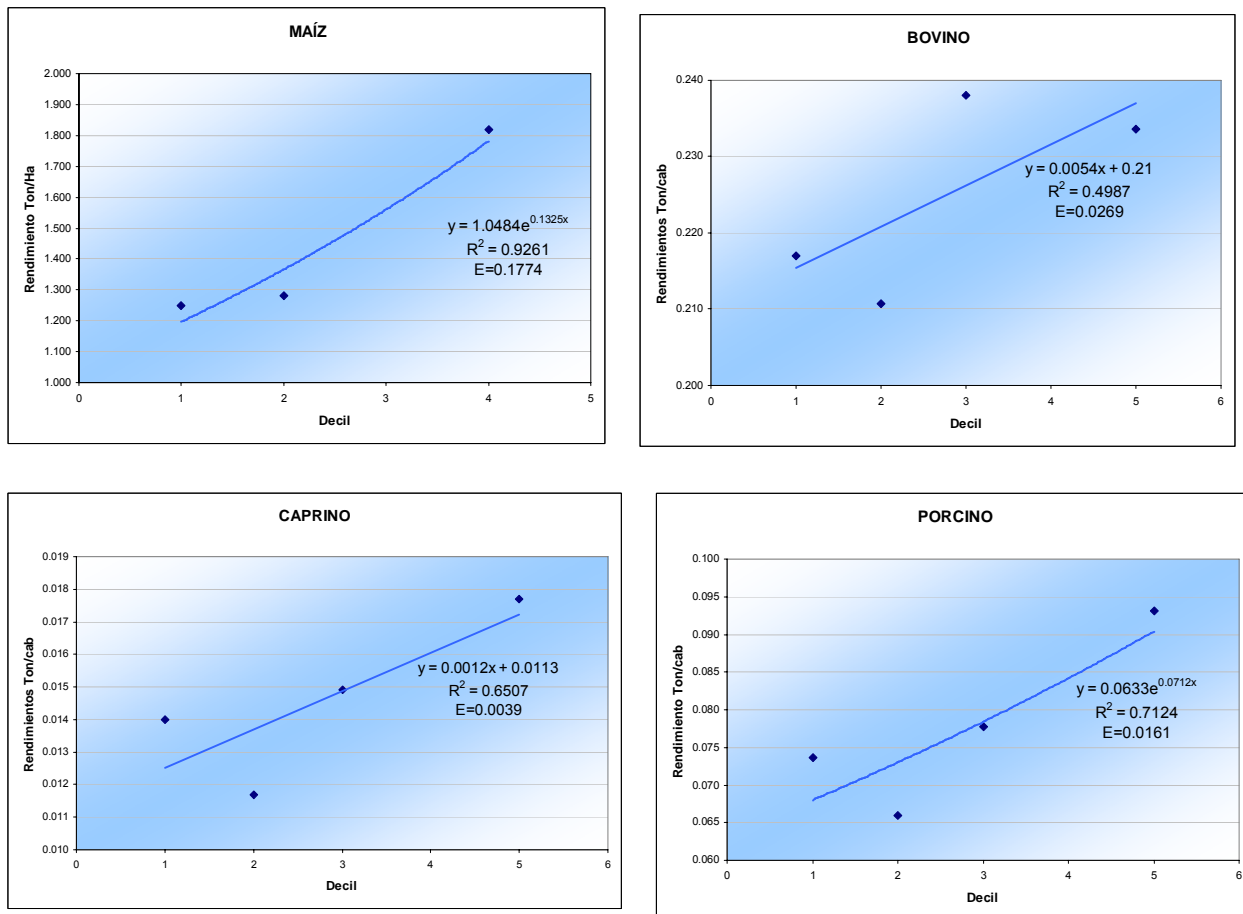 MAÍZ
Rendimiento Ton/Ha
2.000
1.900
1.800
1.700
1.600
1.500
1.400
1.300
1.200
1.100
1.000
y = 1.0484e^0.1325x
R² = 0.9261
E=0.1774
0 1 2 3 4 5
Decil
BOVINO
Rendimientos Ton/cab
0.240
0.230
0.220
0.210
0.200
y = 0.0054x + 0.21
R² = 0.4987
E=0.0269
0 1 2 3 4 5 6
Decil
CAPRINO
Rendimientos Ton/cab
0.019
0.018
0.017
0.016
0.015
0.014
0.013
0.012
0.011
0.010
y = 0.0012x + 0.0113
R² = 0.6507
E=0.0039
0 1 2 3 4 5 6
Decil
PORCINO
Rendimiento Ton/cab
0.100
0.095
0.090
0.085
0.080
0.075
0.070
0.065
0.060
y = 0.0633e^0.0712x
R² = 0.7124
E=0.0161
0 1 2 3 4 5 6
Decil